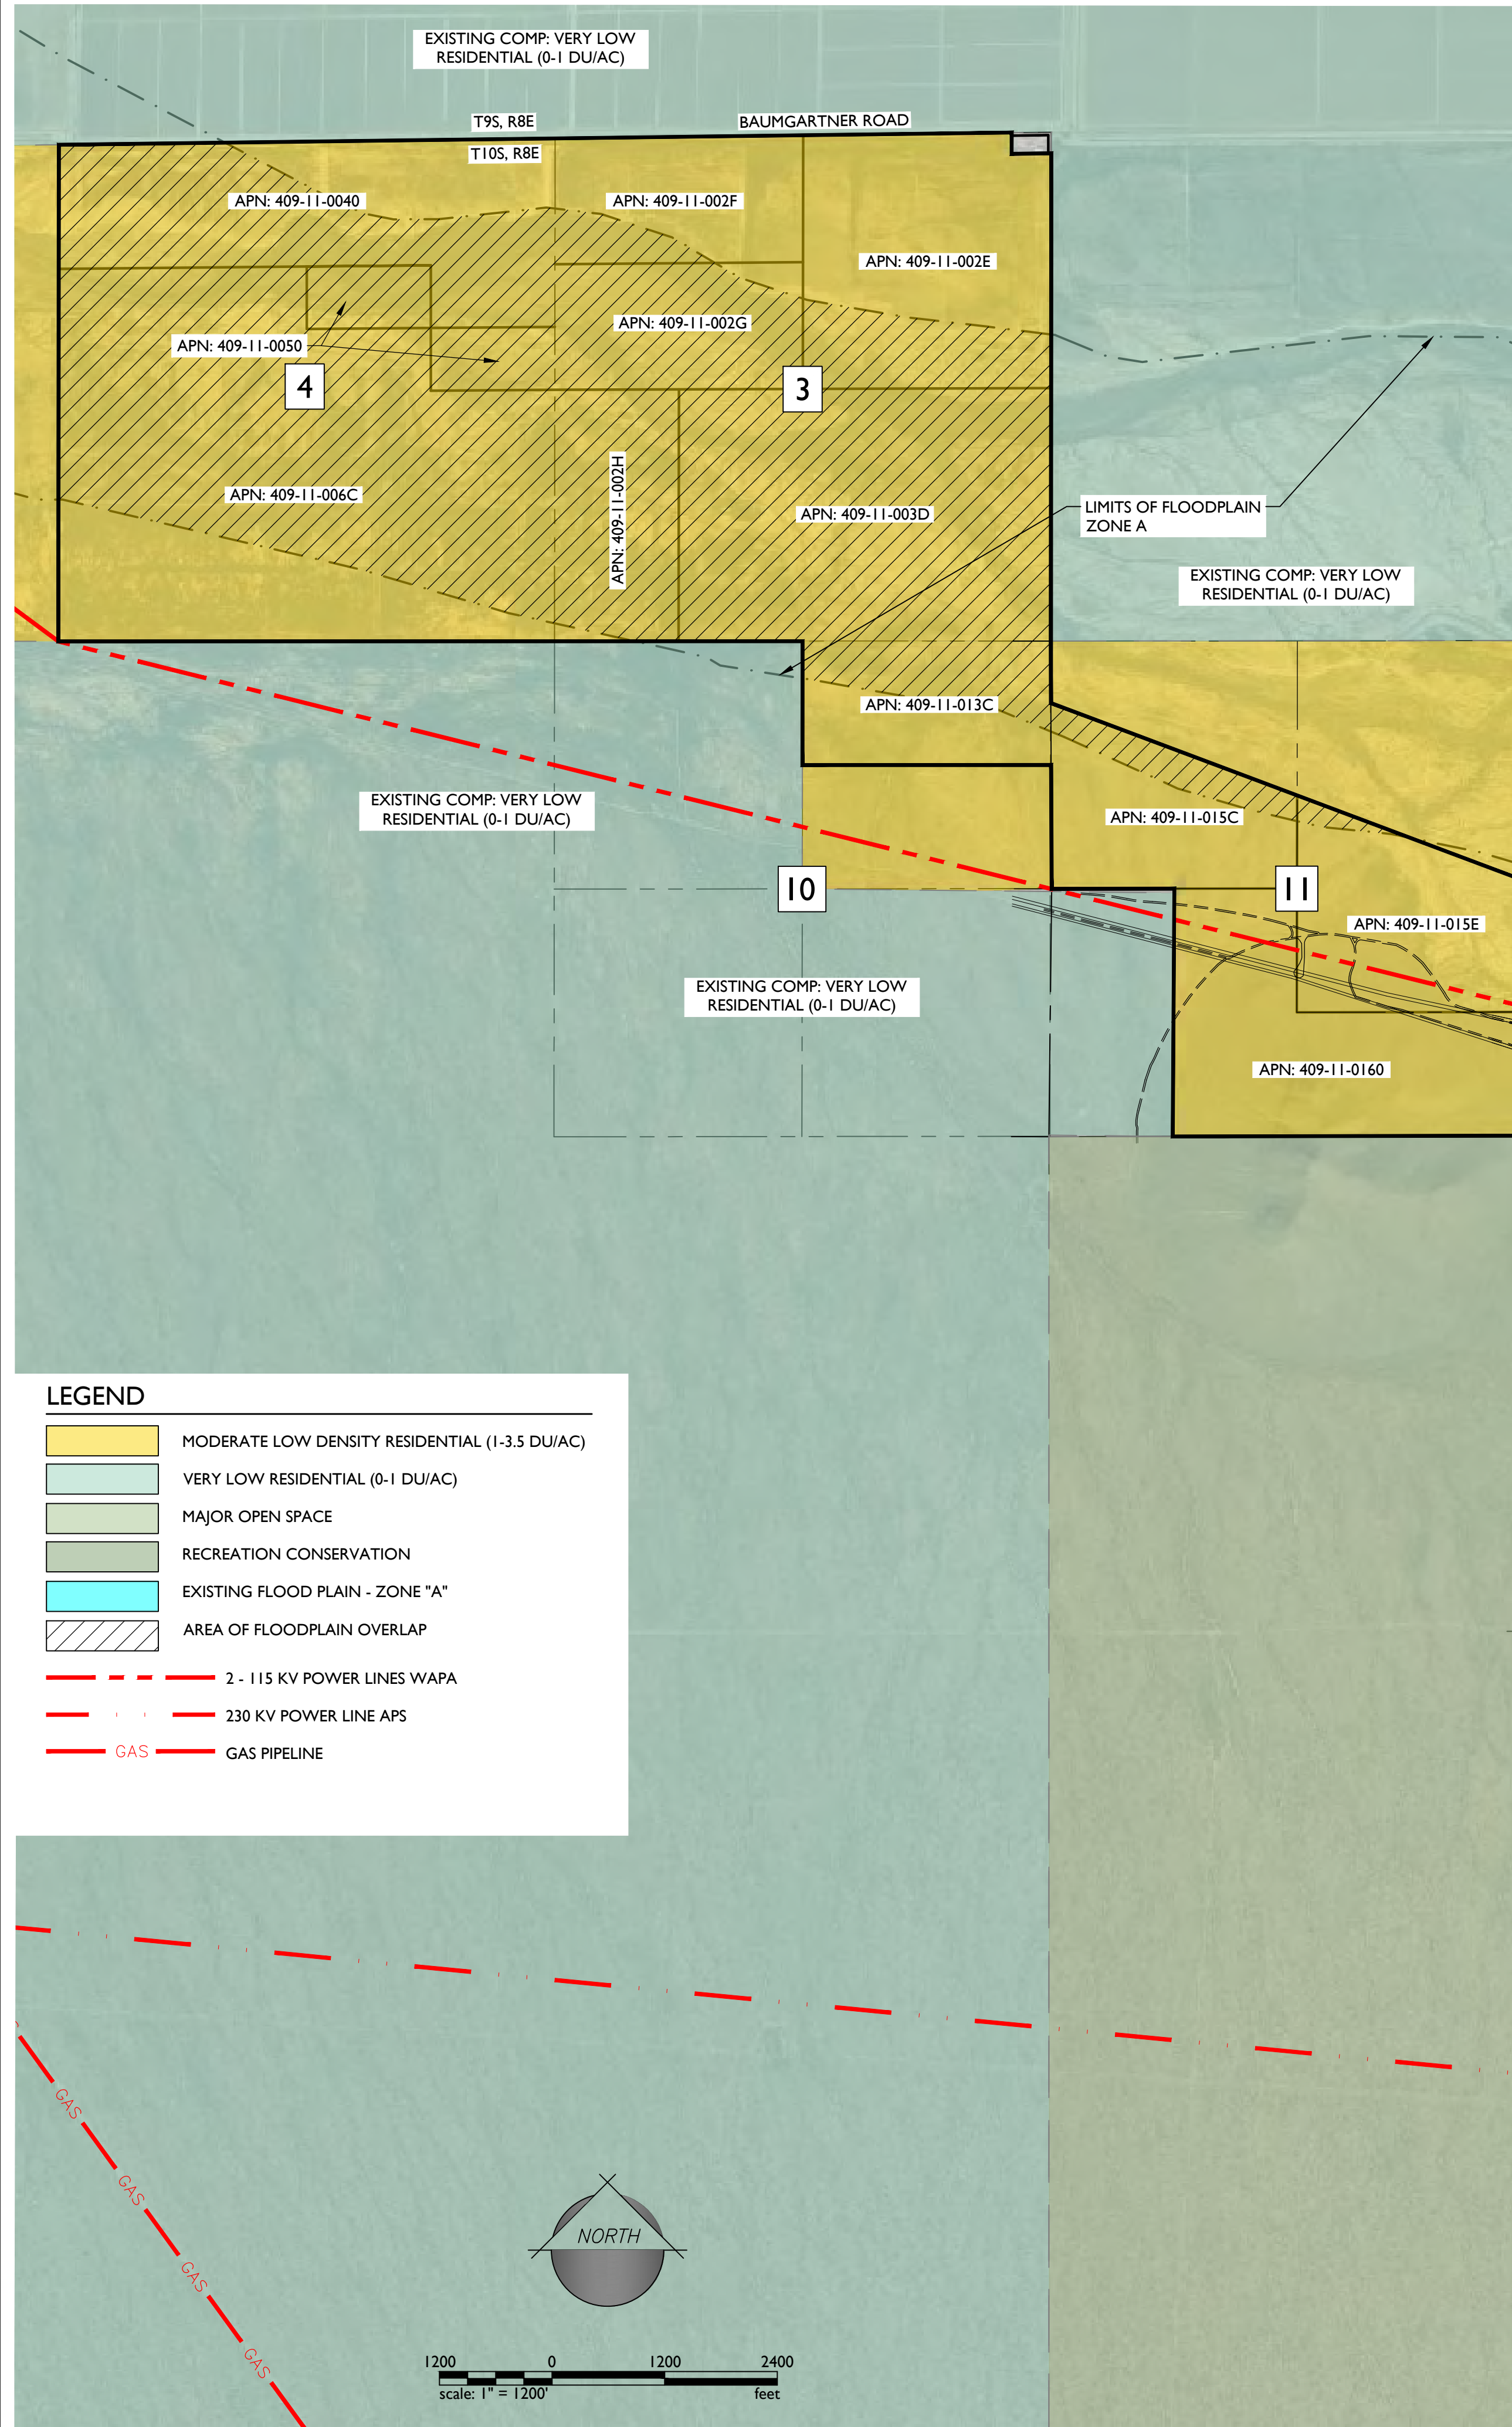 EXISTING COMP: VERY LOW
RESIDENTIAL (0-1 DU/AC)
T9S, R8E
BAUMGARTNER ROAD
T10S, R8E
APN: 409-11-0040
APN: 409-11-002F
APN: 409-11-002E
APN: 409-11-002G
APN: 409-11-0050
4
3
APN: 409-11-002H
APN: 409-11-006C
APN: 409-11-003D
LIMITS OF FLOODPLAIN
ZONE A
EXISTING COMP: VERY LOW
RESIDENTIAL (0-1 DU/AC)
APN: 409-11-013C
EXISTING COMP: VERY LOW
RESIDENTIAL (0-1 DU/AC)
APN: 409-11-015C
10
11
APN: 409-11-015E
EXISTING COMP: VERY LOW
RESIDENTIAL (0-1 DU/AC)
APN: 409-11-0160
LEGEND
MODERATE LOW DENSITY RESIDENTIAL (1-3.5 DU/AC)
VERY LOW RESIDENTIAL (0-1 DU/AC)
MAJOR OPEN SPACE
RECREATION CONSERVATION
EXISTING FLOOD PLAIN - ZONE "A"
AREA OF FLOODPLAIN OVERLAP
2 - 115 KV POWER LINES WAPA
230 KV POWER LINE APS
GAS GAS PIPELINE
GAS
GAS
GAS
GAS
NORTH
1200 0 1200 2400
scale: 1" = 1200' feet